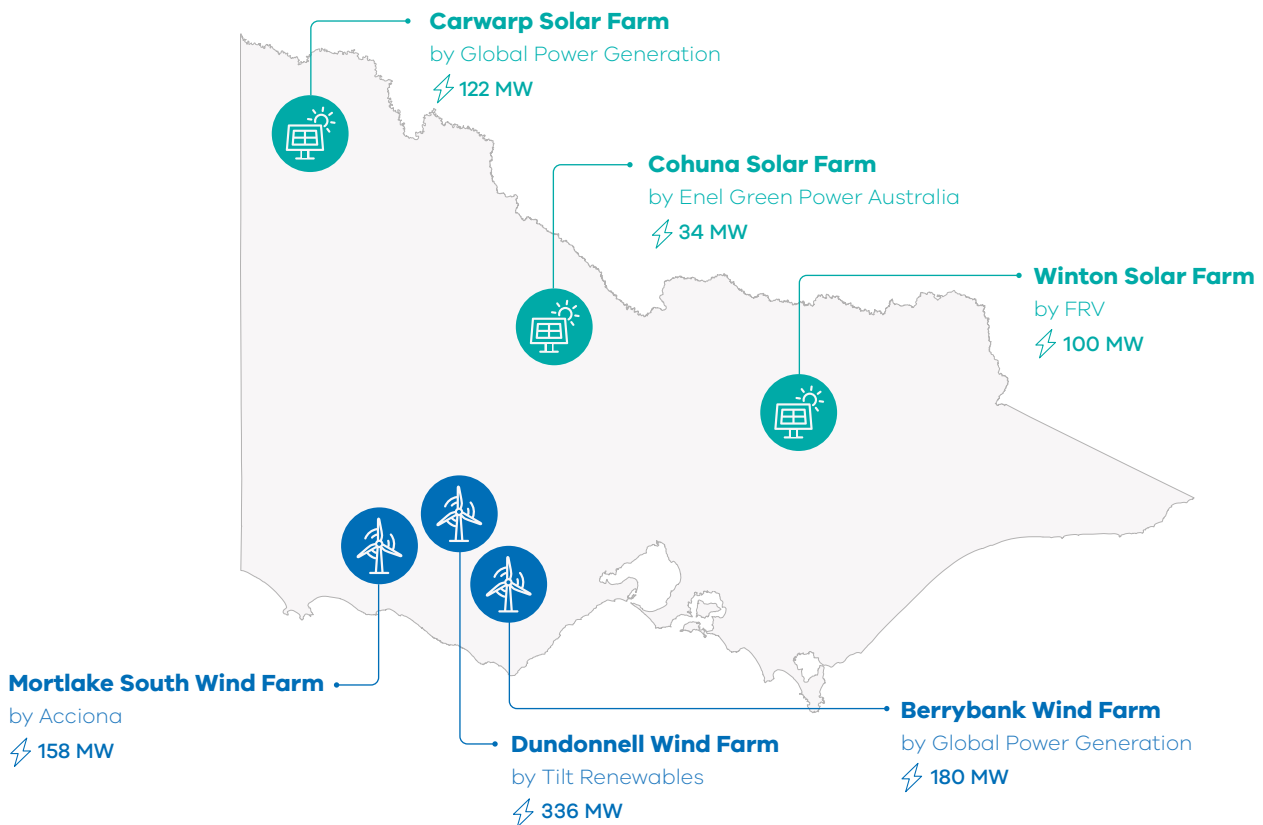 Carwarp Solar Farm
by Global Power Generation
122 MW
Cohuna Solar Farm
by Enel Green Power Australia
34 MW
Winton Solar Farm
by FRV
100 MW
Mortlake South Wind Farm
by Acciona
158 MW
Dundonnell Wind Farm
by Tilt Renewables
336 MW
Berrybank Wind Farm
by Global Power Generation
180 MW